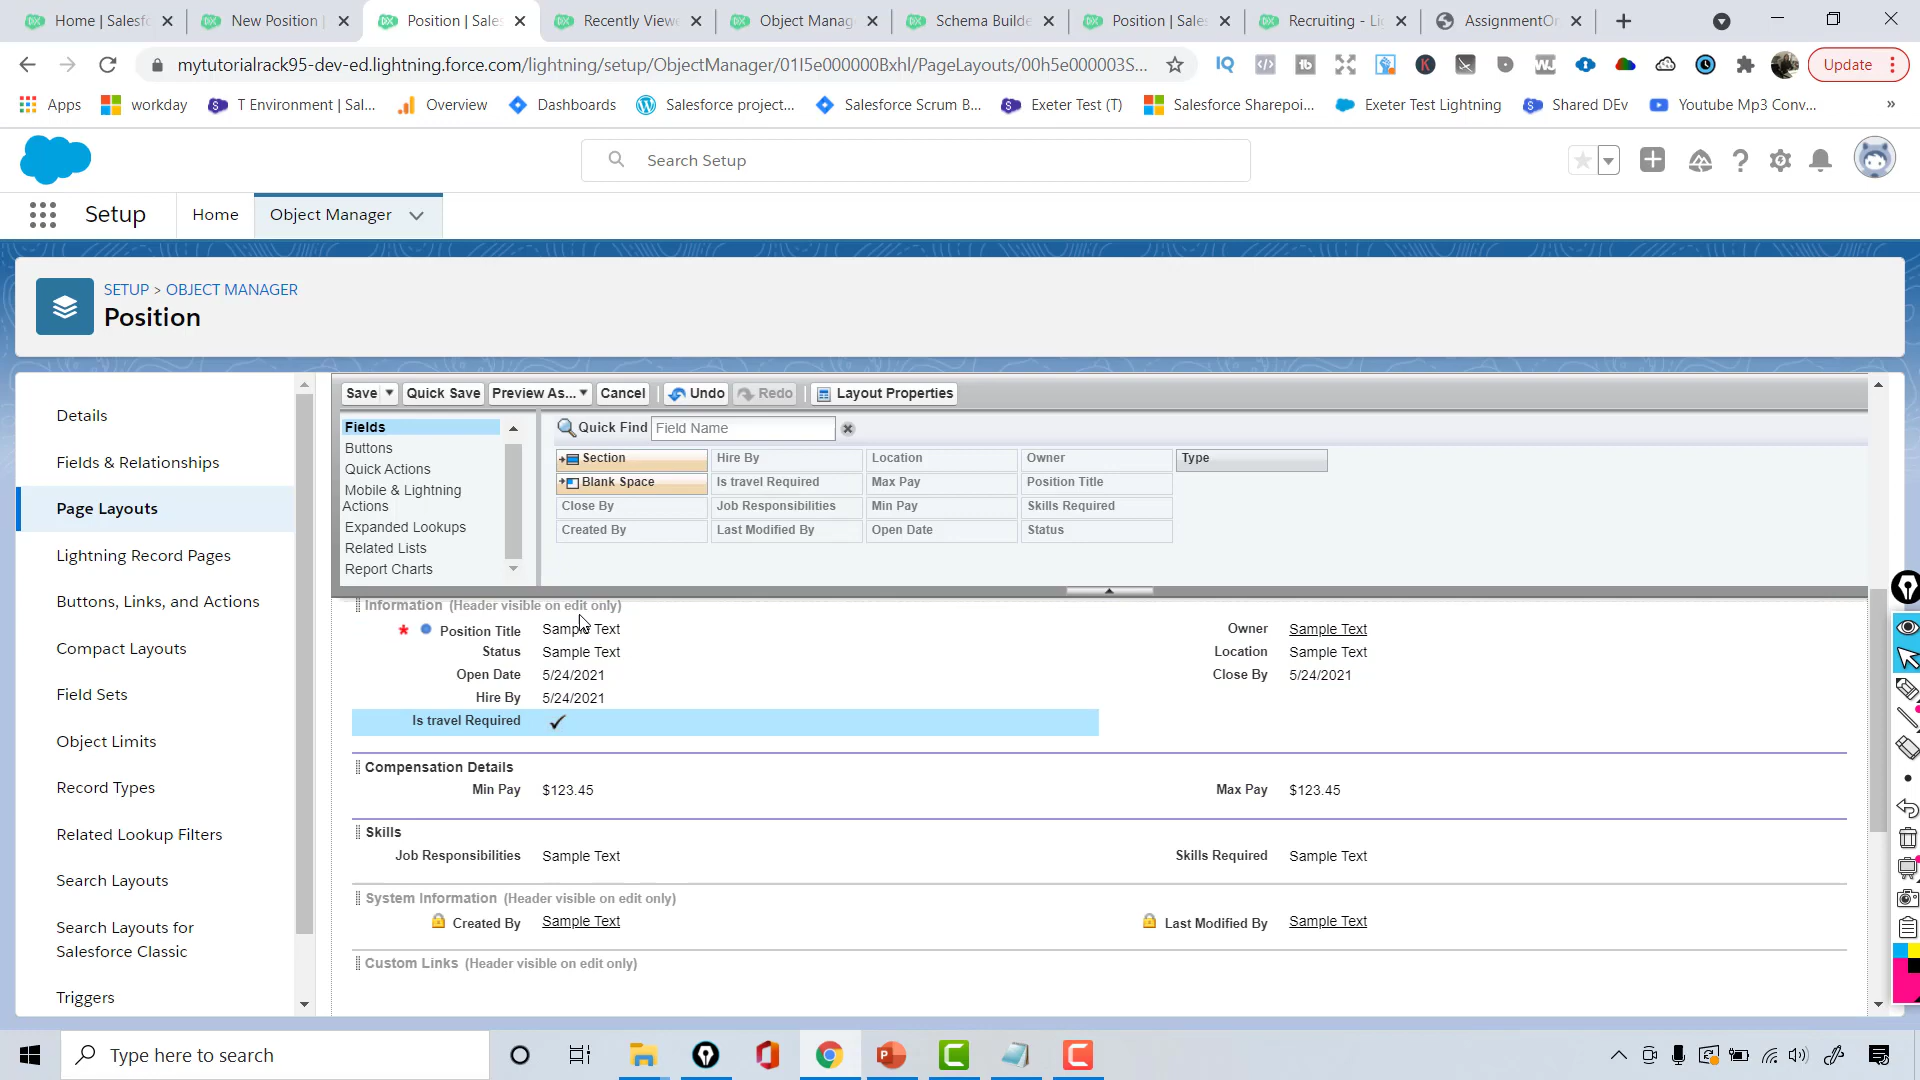 Home | Salesf
New Position |
Position | Sale
Recently View
Object Manag
Schema Builde
Position | Sale
Recruiting - Li
AssignmentOr
mytutorialrack95-dev-ed.lightning.force.com/lightning/setup/ObjectManager/01I5e000000Bxhl/PageLayouts/00h5e000003S...
Update
Apps
workday
T Environment | Sal...
Overview
Dashboards
Salesforce project...
Salesforce Scrum B...
Exeter Test (T)
Salesforce Sharepoi...
Exeter Test Lightning
Shared DEv
Youtube Mp3 Conv...
»
Search Setup
Setup
Home
Object Manager
SETUP > OBJECT MANAGER
Position
Details
Fields & Relationships
Page Layouts
Lightning Record Pages
Buttons, Links, and Actions
Compact Layouts
Field Sets
Object Limits
Record Types
Related Lookup Filters
Search Layouts
Search Layouts for
Salesforce Classic
Triggers
Save
Quick Save
Preview As...
Cancel
Undo
Redo
Layout Properties
Fields
Buttons
Quick Actions
Mobile & Lightning
Actions
Expanded Lookups
Related Lists
Report Charts
Quick Find
Field Name
Section
Hire By
Location
Owner
Type
Blank Space
Is travel Required
Max Pay
Position Title
Close By
Job Responsibilities
Min Pay
Skills Required
Created By
Last Modified By
Open Date
Status
Information (Header visible on edit only)
* Position Title Sample Text
Owner Sample Text
Status Sample Text
Location Sample Text
Open Date 5/24/2021
Close By 5/24/2021
Hire By 5/24/2021
Is travel Required
Compensation Details
Min Pay $123.45
Max Pay $123.45
Skills
Job Responsibilities Sample Text
Skills Required Sample Text
System Information (Header visible on edit only)
Created By Sample Text
Last Modified By Sample Text
Custom Links (Header visible on edit only)
Type here to search